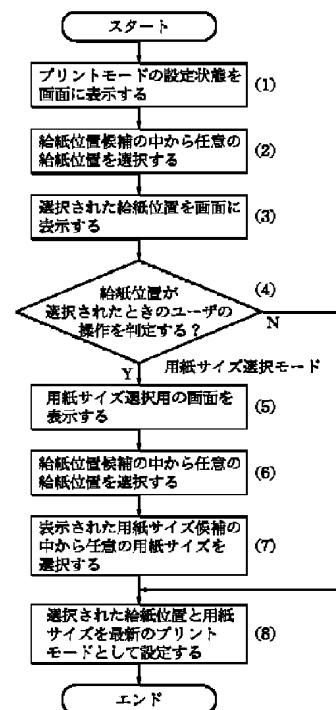 スタート
プリントモードの設定状態を
画面に表示する
(1)
給紙位置候補の中から任意の
給紙位置を選択する
(2)
選択された給紙位置を画面に
表示する
(3)
給紙位置が
選択されたときのユーザの
操作を判定する？
(4)
N
Y
用紙サイズ選択モード
用紙サイズ選択用の画面を
表示する
(5)
給紙位置候補の中から任意の
給紙位置を選択する
(6)
表示された用紙サイズ候補の
中から任意の用紙サイズを
選択する
(7)
選択された給紙位置と用紙
サイズを最新のプリント
モードとして設定する
(8)
エンド